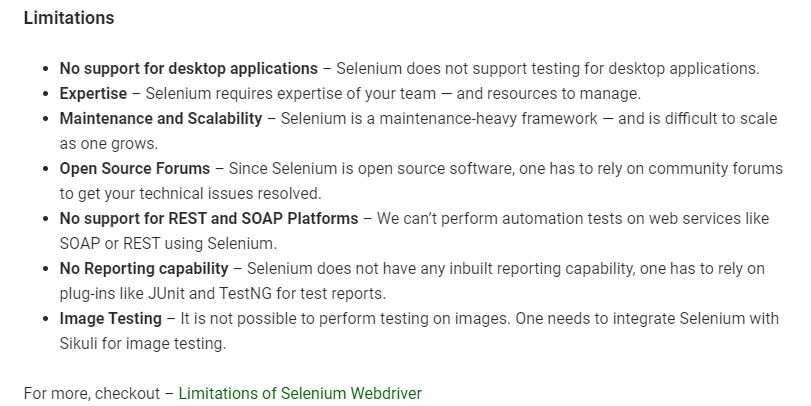 Limitations
• No support for desktop applications – Selenium does not support testing for desktop applications.
• Expertise – Selenium requires expertise of your team — and resources to manage.
• Maintenance and Scalability – Selenium is a maintenance-heavy framework — and is difficult to scale
as one grows.
• Open Source Forums – Since Selenium is open source software, one has to rely on community forums
to get your technical issues resolved.
• No support for REST and SOAP Platforms – We can't perform automation tests on web services like
SOAP or REST using Selenium.
• No Reporting capability – Selenium does not have any inbuilt reporting capability, one has to rely on
plug-ins like JUnit and TestNG for test reports.
• Image Testing – It is not possible to perform testing on images. One needs to integrate Selenium with
Sikuli for image testing.
For more, checkout – Limitations of Selenium Webdriver